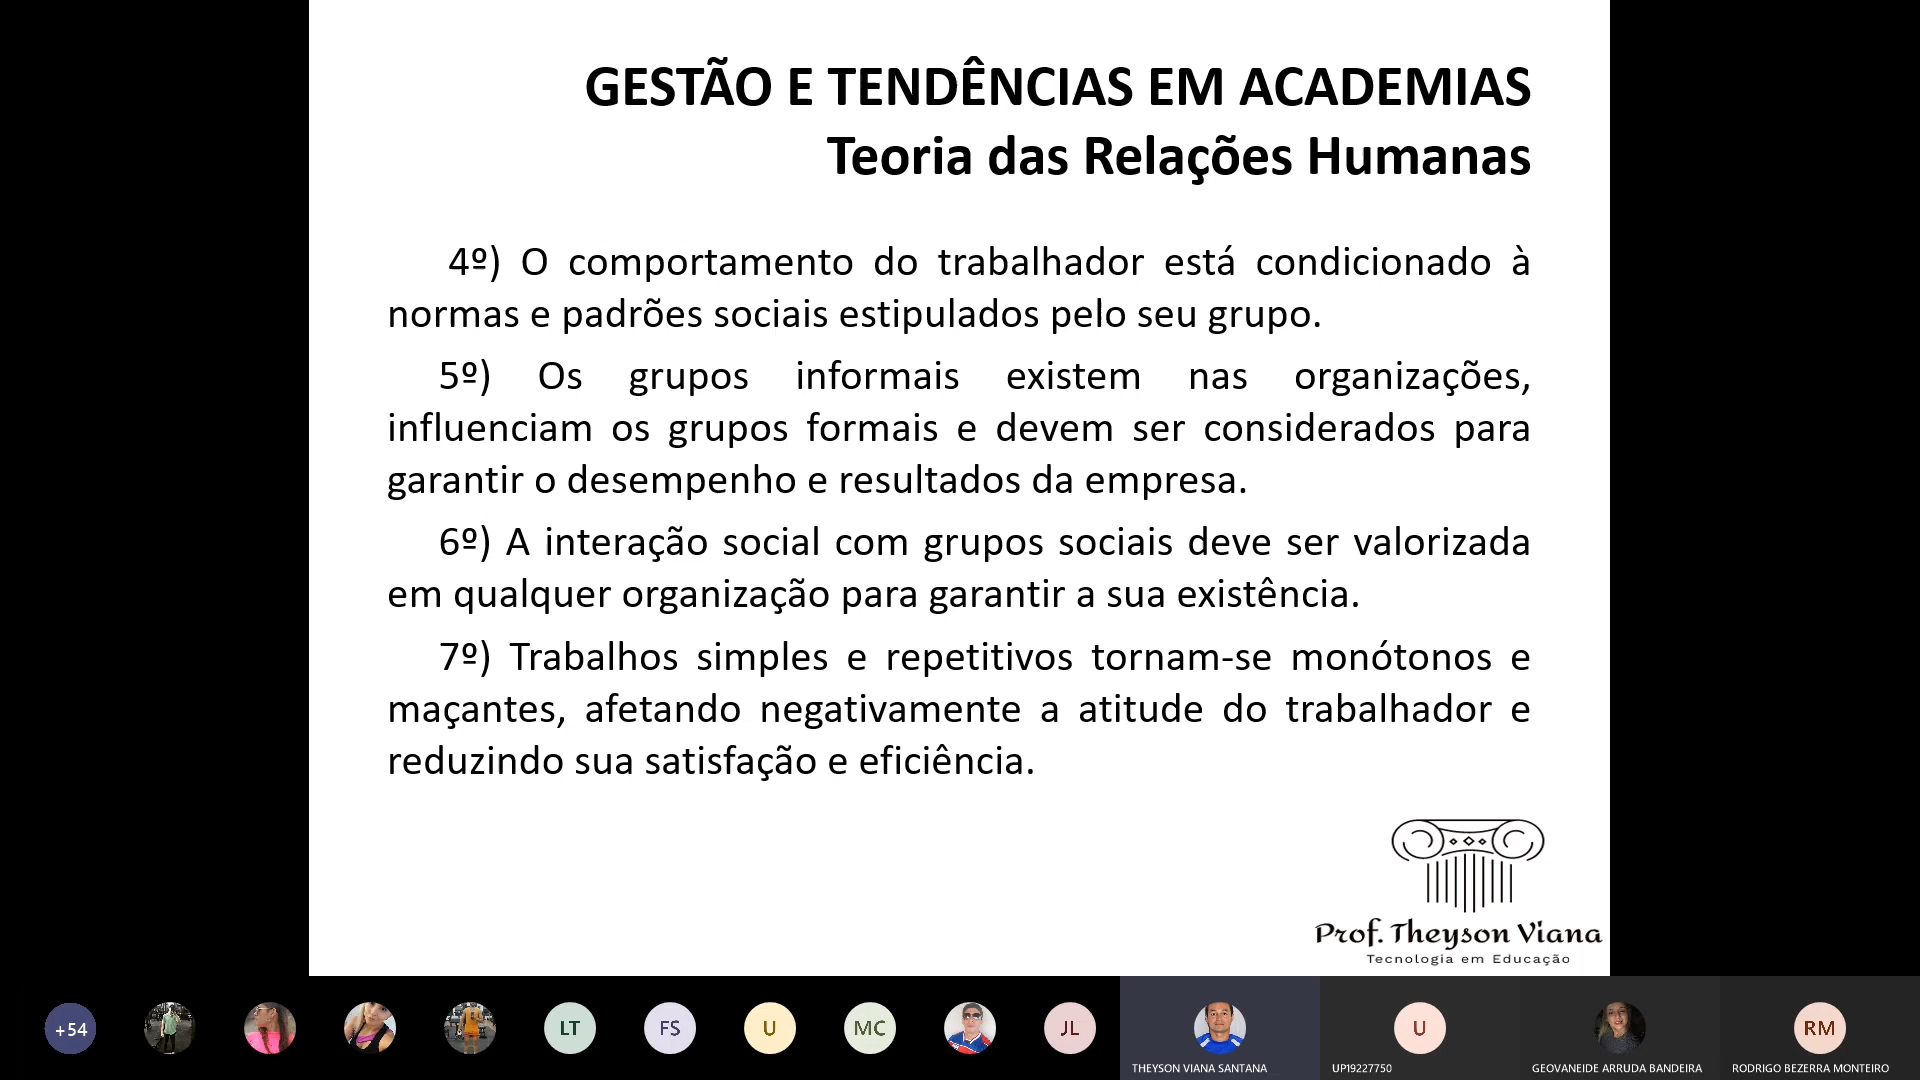 GESTÃO E TENDÊNCIAS EM ACADEMIAS
Teoria das Relações Humanas
4º) O comportamento do trabalhador está condicionado à
normas e padrões sociais estipulados pelo seu grupo.
5º) Os grupos informais existem nas organizações,
influenciam os grupos formais e devem ser considerados para
garantir o desempenho e resultados da empresa.
6º) A interação social com grupos sociais deve ser valorizada
em qualquer organização para garantir a sua existência.
7º) Trabalhos simples e repetitivos tornam-se monótonos e
maçantes, afetando negativamente a atitude do trabalhador e
reduzindo sua satisfação e eficiência.
Prof. Theyson Viana
Tecnologia em Educação
+54
LT
FS
U
MC
JL
THEYSON VIANA SANTANA
U
UP19227750
GEOVANEIDE ARRUDA BANDEIRA
RM
RODRIGO BEZERRA MONTEIRO